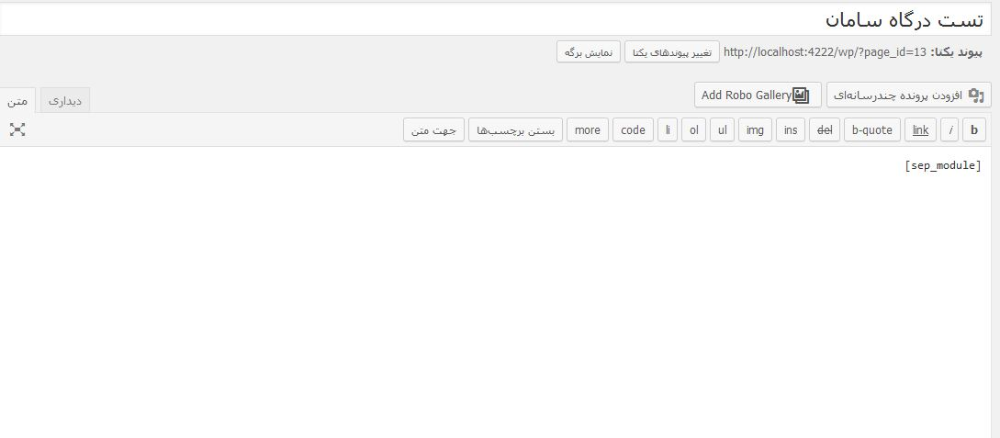 تست درگاه سامان
پیوند یکتا: http://localhost:4222/wp/?page_id=13 تغییر پیوندهای یکتا نمایش برگه
افزودن پرونده چندرسانه‌ای Add Robo Gallery
دیداری متن
b i link b-quote del ins img ul ol li code more بستن برچسب‌ها جهت متن
[sep_module]